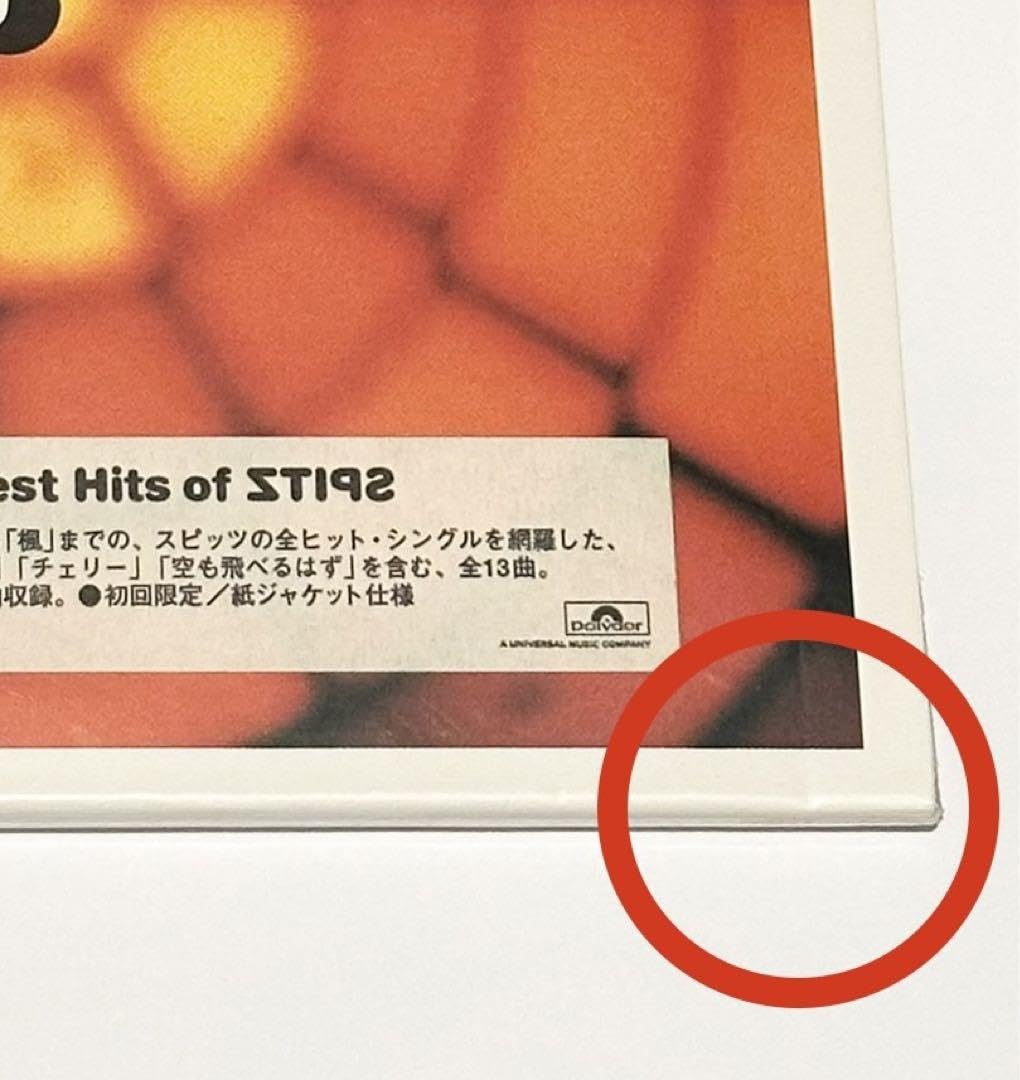 est Hits of SPITZ
「楓」までの、スピッツの全ヒット・シングルを網羅した、
「チェリー」「空も飛べるはず」を含む、全13曲。
収録。●初回限定／紙ジャケット仕様
Polydor
A UNIVERSAL MUSIC COMPANY